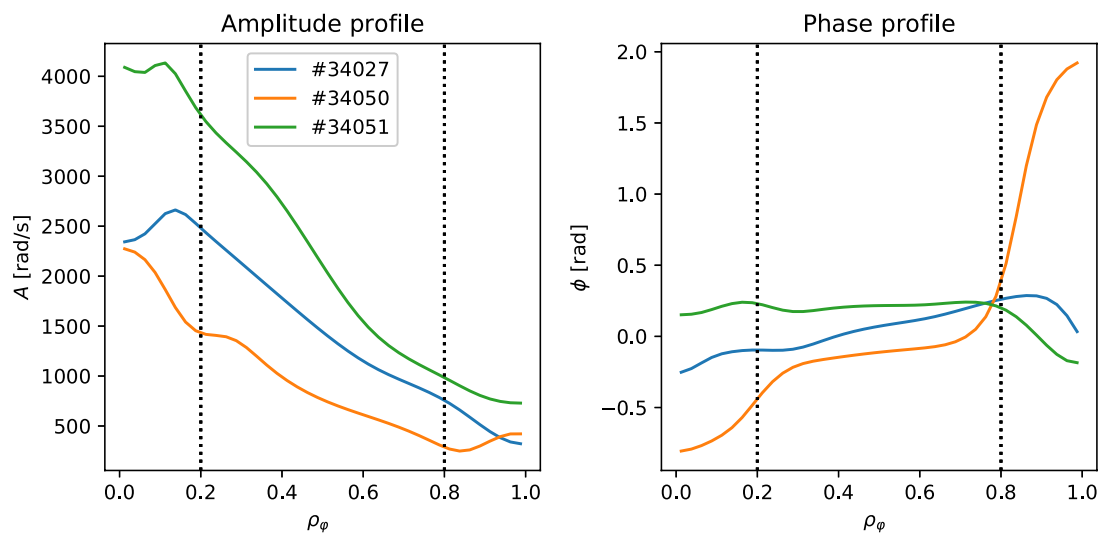 Amplitude profile
A [rad/s]
4000
3500
3000
2500
2000
1500
1000
500
#34027
#34050
#34051
0.0 0.2 0.4 0.6 0.8 1.0
ρφ
Phase profile
ϕ [rad]
2.0
1.5
1.0
0.5
0.0
−0.5
0.0 0.2 0.4 0.6 0.8 1.0
ρφ